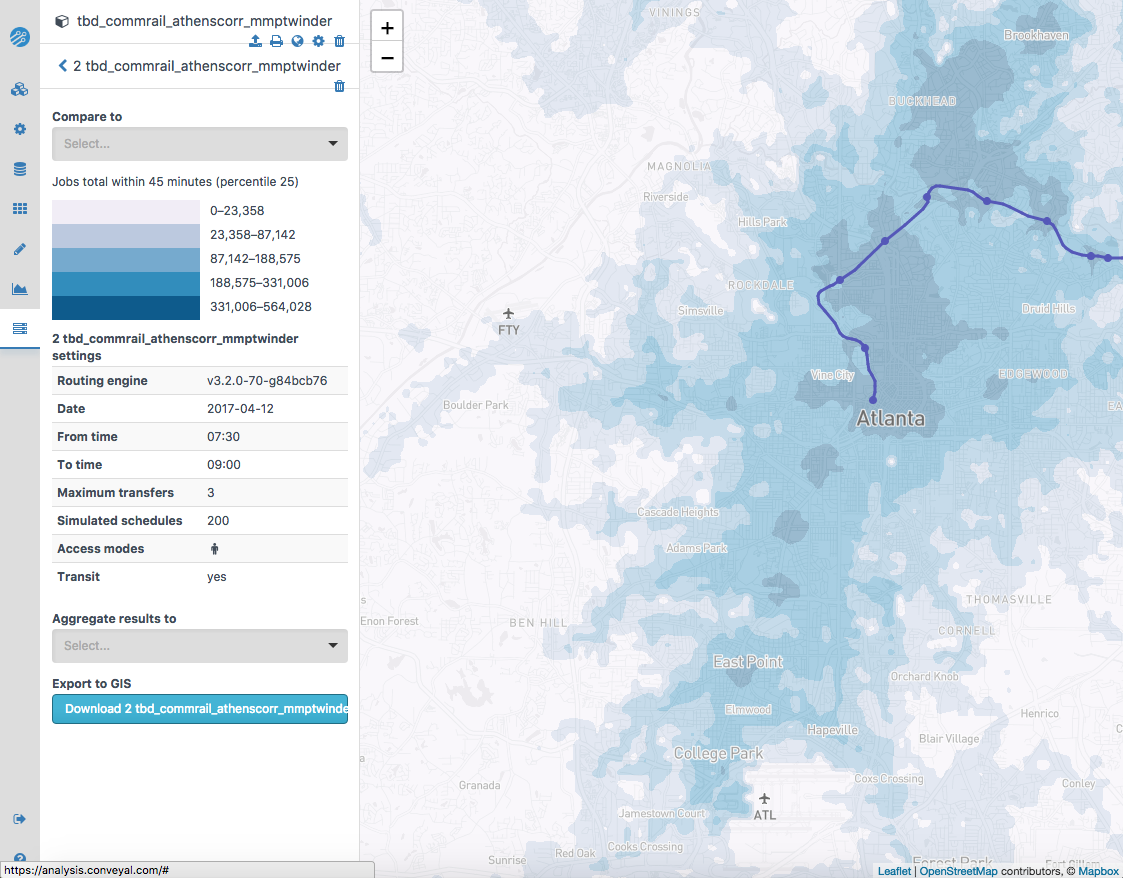 tbd_commrail_athenscorr_mmptwinder
2 tbd_commrail_athenscorr_mmptwinder
Compare to
Select...
Jobs total within 45 minutes (percentile 25)
0–23,358
23,358–87,142
87,142–188,575
188,575–331,006
331,006–564,028
2 tbd_commrail_athenscorr_mmptwinder
settings
Routing engine v3.2.0-70-g84bcb76
Date 2017-04-12
From time 07:30
To time 09:00
Maximum transfers 3
Simulated schedules 200
Access modes
Transit yes
Aggregate results to
Select...
Export to GIS
Download 2 tbd_commrail_athenscorr_mmptwinde
https://analysis.conveyal.com/#
+
−
VININGS
Brookhaven
BUCKHEAD
MAGNOLIA
Riverside
Hills Park
ROCKDALE
Simsville
FTY
Druid Hills
Vine City
EDGEWOOD
Boulder Park
Atlanta
EA
Cascade Heights
Adams Park
s
Enon Forest
BEN HILL
THOMASVILLE
CORNELL
East Point
Orchard Knob
Elmwood
Henrico
Hapeville
Blair Village
C
College Park
a
Granada
Coxs Crossing
Conley
ATL
Jamestown Court
Cooks Crossing
Red Oak
Sunrise
Forest Park
Fort Gillem
Leaflet | OpenStreetMap contributors, © Mapbox